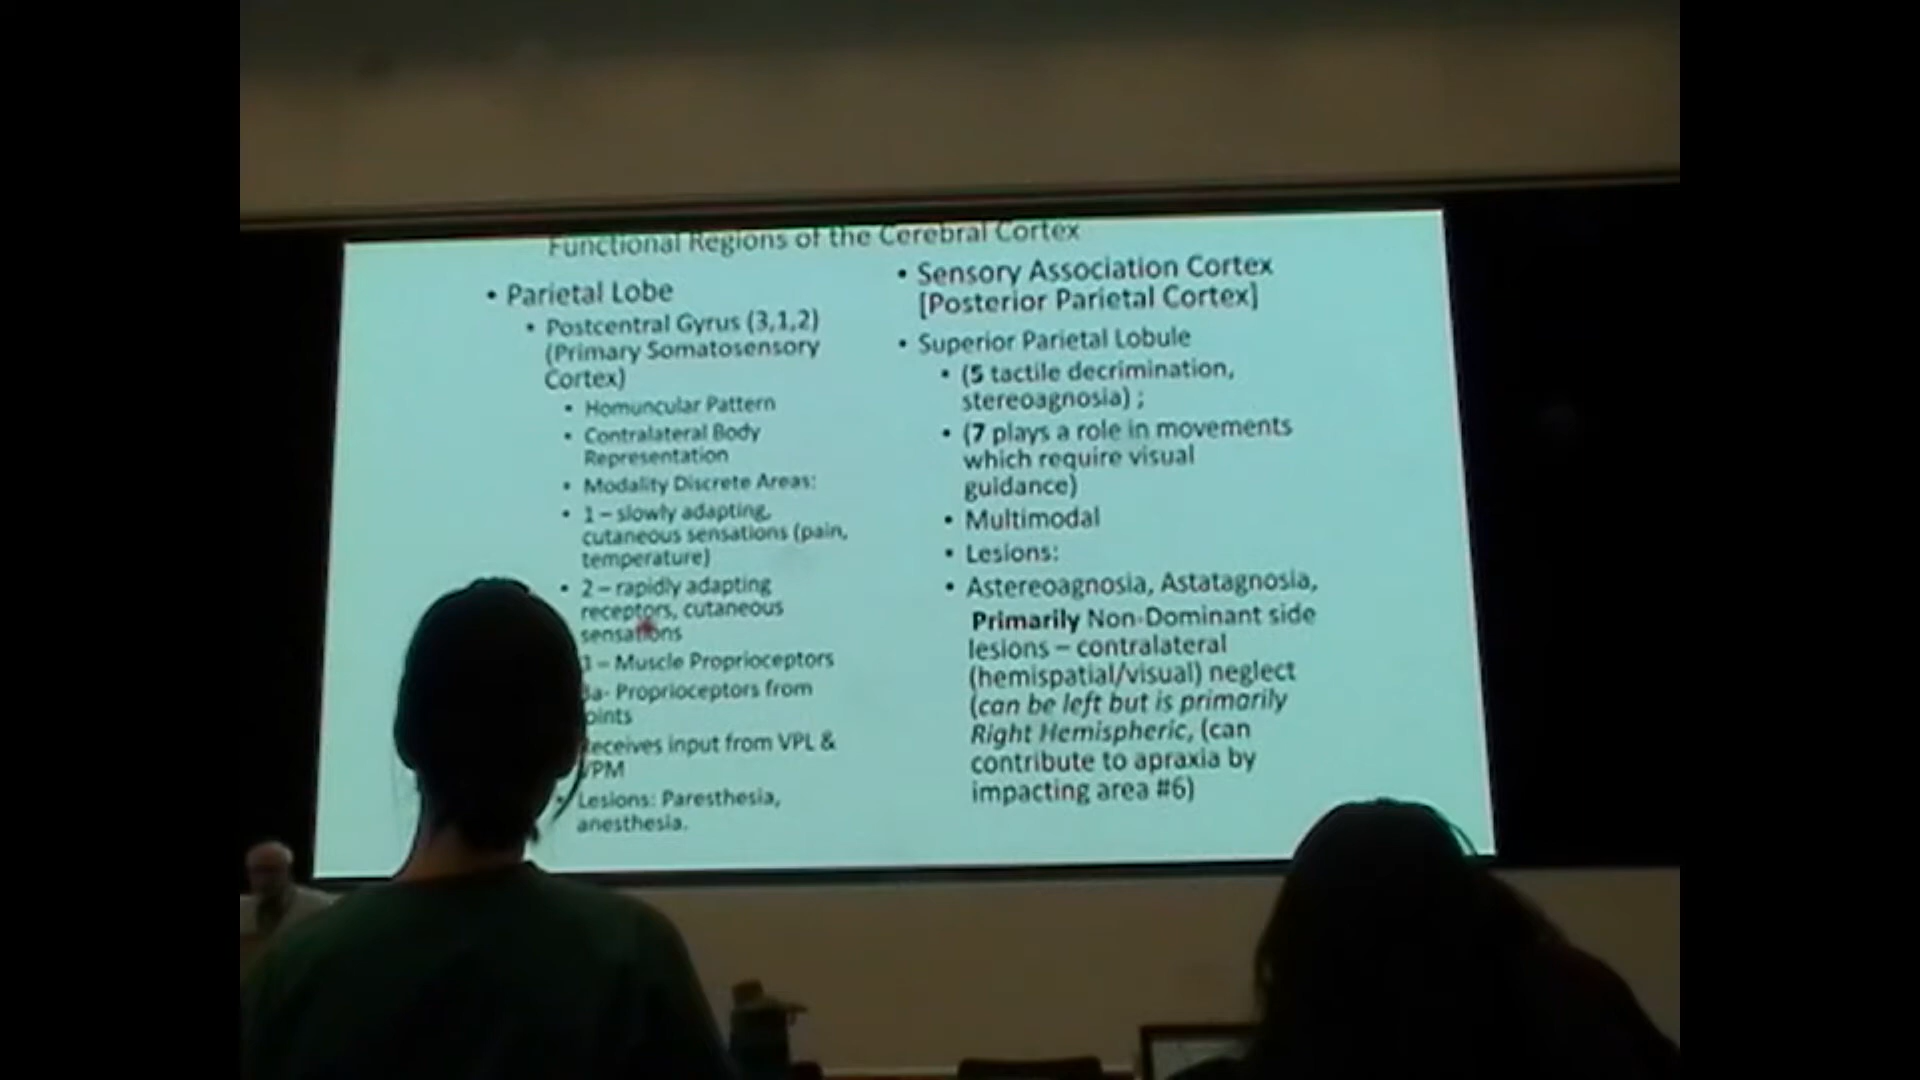 Functional Regions of the Cerebral Cortex
• Parietal Lobe
• Postcentral Gyrus (3,1,2)
(Primary Somatosensory
Cortex)
• Homuncular Pattern
• Contralateral Body
Representation
• Modality Discrete Areas:
• 1 – slowly adapting,
cutaneous sensations (pain,
temperature)
• 2 – rapidly adapting
receptors, cutaneous
sensations
– Muscle Proprioceptors
3a- Proprioceptors from
oints
eceives input from VPL &
VPM
• Lesions: Paresthesia,
anesthesia.
• Sensory Association Cortex
[Posterior Parietal Cortex]
• Superior Parietal Lobule
• (5 tactile decrimination,
stereoagnosia) ;
• (7 plays a role in movements
which require visual
guidance)
• Multimodal
• Lesions:
• Astereoagnosia, Astatagnosia,
Primarily Non-Dominant side
lesions – contralateral
(hemispatial/visual) neglect
(can be left but is primarily
Right Hemispheric, (can
contribute to apraxia by
impacting area #6)